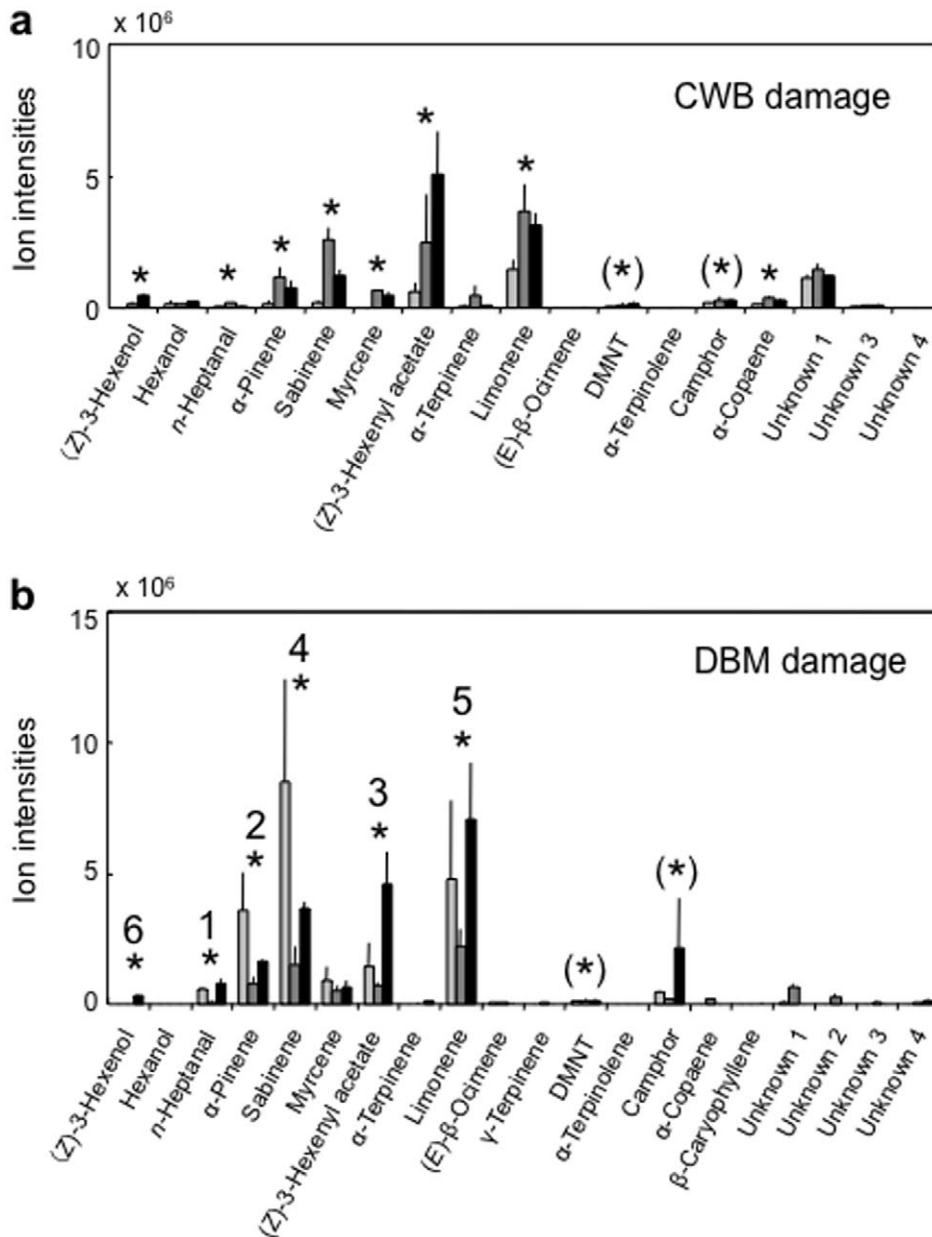 a
x 10⁶
10
CWB damage
Ion intensities
*
*
5
*
*
*
*
*
(*)
(*)
*
0
(Z)-3-Hexenol
Hexanol
n-Heptanal
α-Pinene
Sabinene
Myrcene
(Z)-3-Hexenyl acetate
α-Terpinene
Limonene
(E)-β-Ocimene
DMNT
α-Terpinolene
Camphor
α-Copaene
Unknown 1
Unknown 3
Unknown 4
b
x 10⁶
15
DBM damage
Ion intensities
4
*
5
*
10
3
*
2
*
5
(*)
6
*
1
*
(*)
0
(Z)-3-Hexenol
Hexanol
n-Heptanal
α-Pinene
Sabinene
Myrcene
(Z)-3-Hexenyl acetate
α-Terpinene
Limonene
(E)-β-Ocimene
γ-Terpinene
DMNT
α-Terpinolene
Camphor
α-Copaene
β-Caryophyllene
Unknown 1
Unknown 2
Unknown 3
Unknown 4